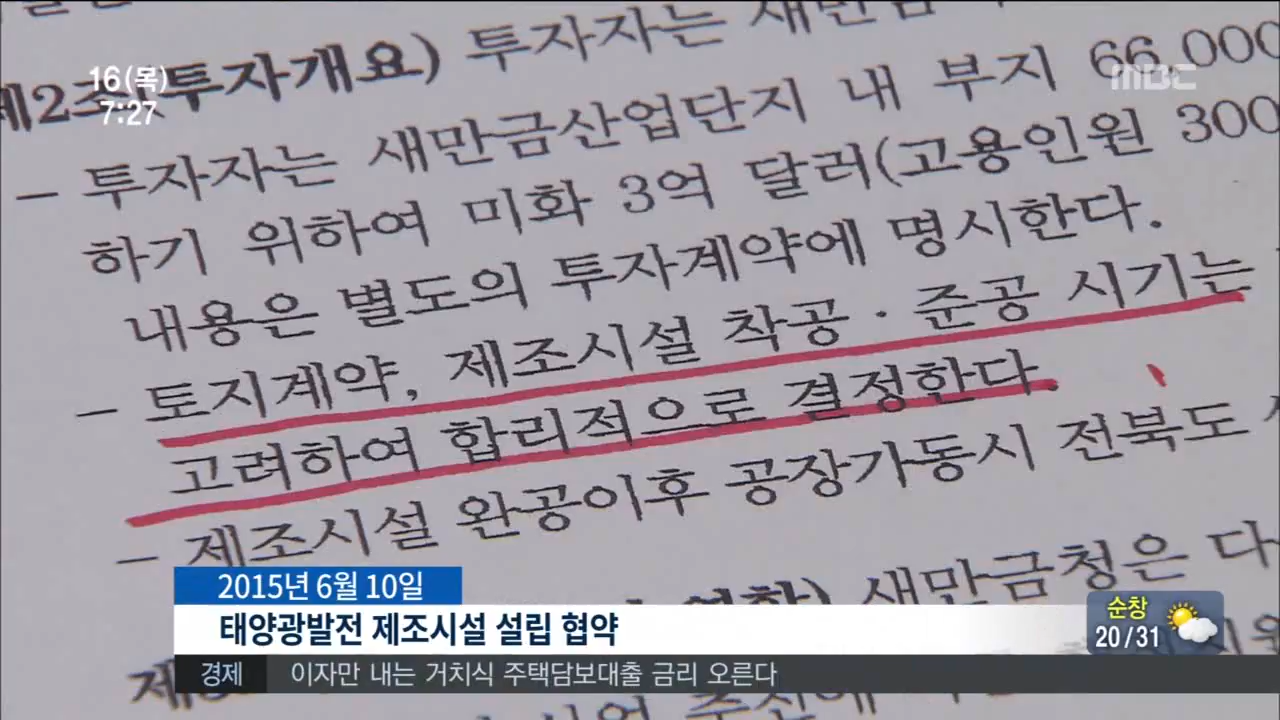 16(목)
7:27
MBC
제2조(투자개요) 투자자는 새만금
- 투자자는 새만금산업단지 내 부지 66,000
하기 위하여 미화 3억 달러(고용인원 300
내용은 별도의 투자계약에 명시한다.
- 토지계약, 제조시설 착공·준공 시기는
고려하여 합리적으로 결정한다.
- 제조시설 완공이후 공장가동시 전북도
새만금청은 다
2015년 6월 10일
태양광발전 제조시설 설립 협약
순창
20/31
경제 이자만 내는 거치식 주택담보대출 금리 오른다